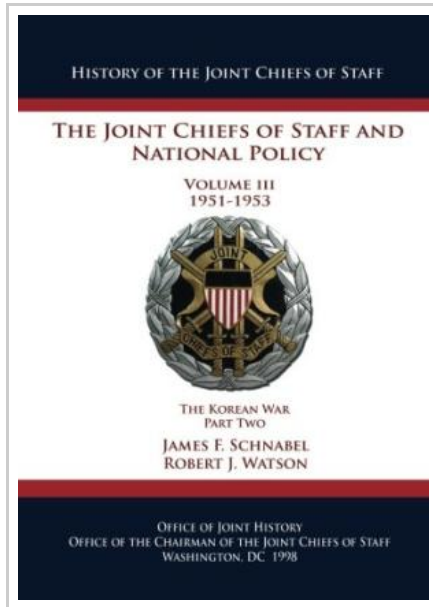 HISTORY OF THE JOINT CHIEFS OF STAFF
THE JOINT CHIEFS OF STAFF AND
NATIONAL POLICY
VOLUME III
1951-1953
JOINT
CHIEFS OF STAFF
THE KOREAN WAR
PART TWO
JAMES F. SCHNABEL
ROBERT J. WATSON
OFFICE OF JOINT HISTORY
OFFICE OF THE CHAIRMAN OF THE JOINT CHIEFS OF STAFF
WASHINGTON, DC 1998